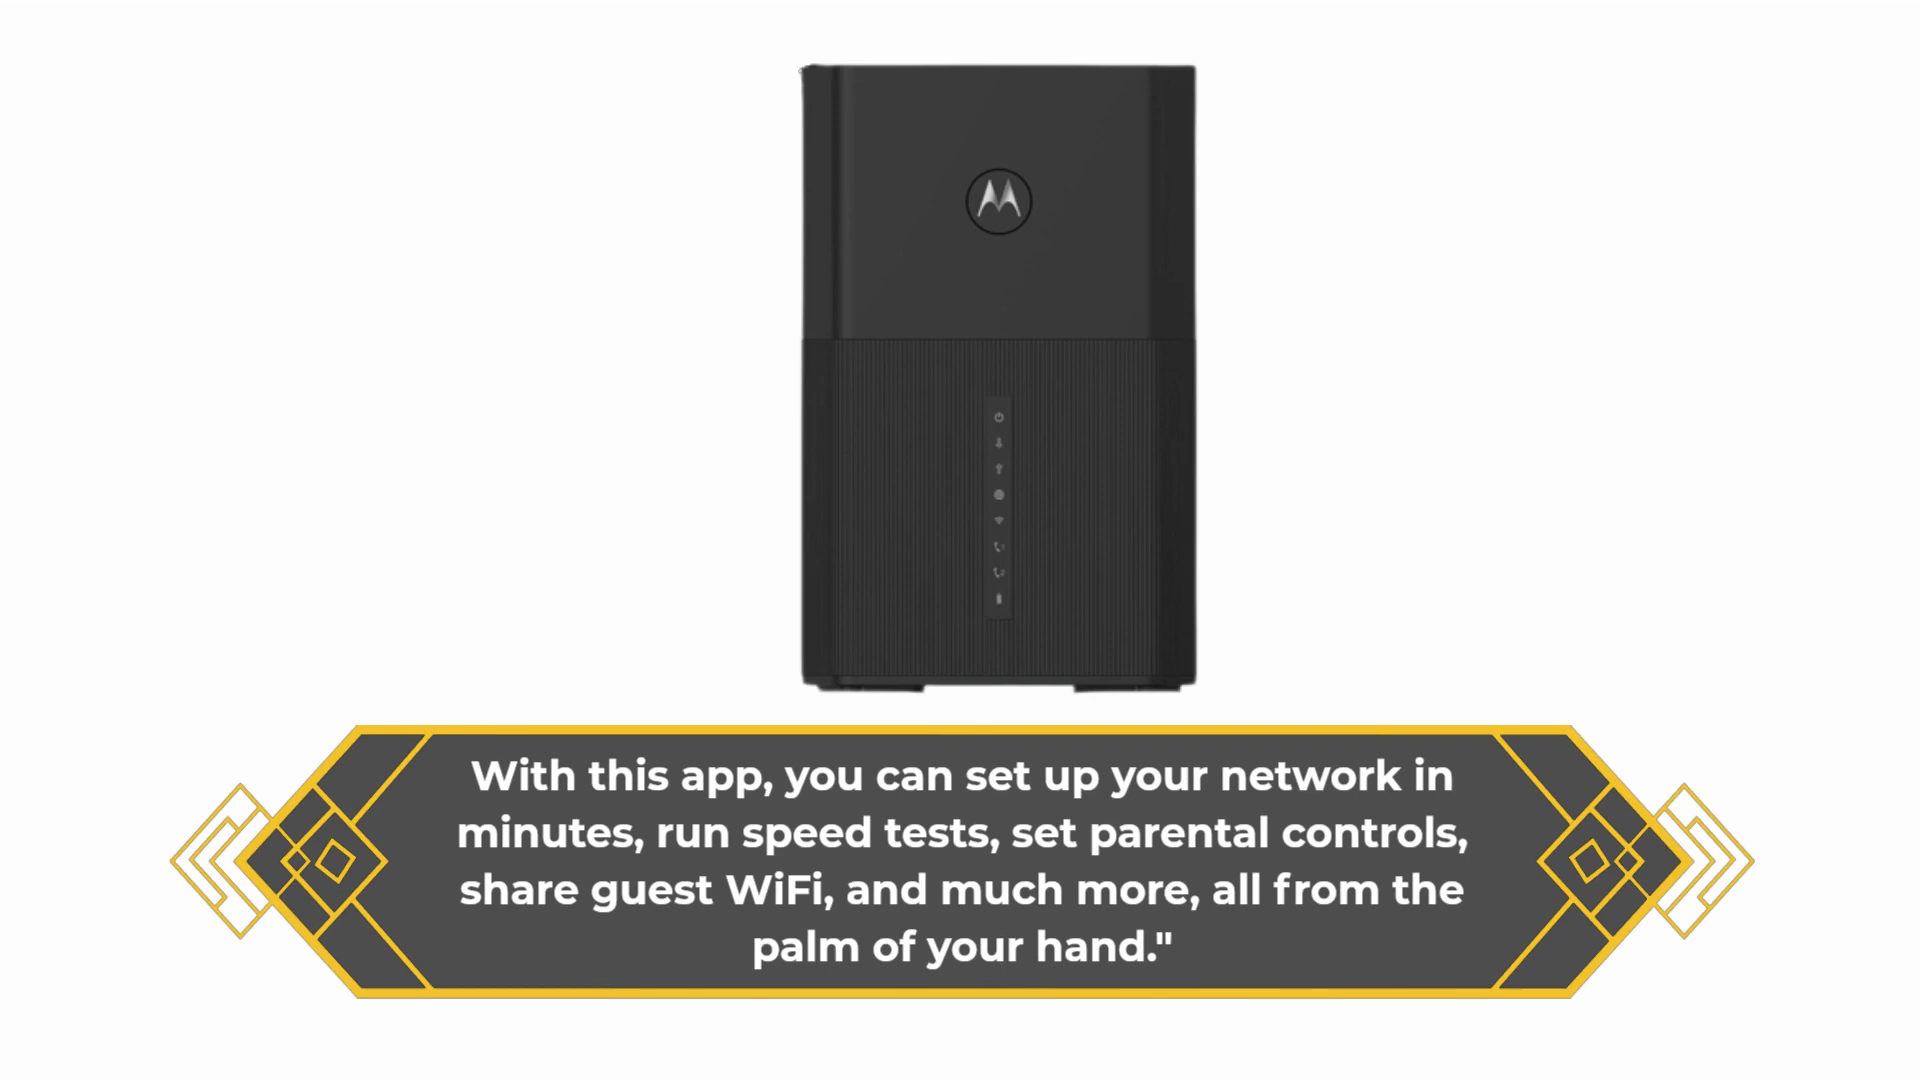 With this app, you can set up your network in
minutes, run speed tests, set parental controls,
share guest WiFi, and much more, all from the
palm of your hand."